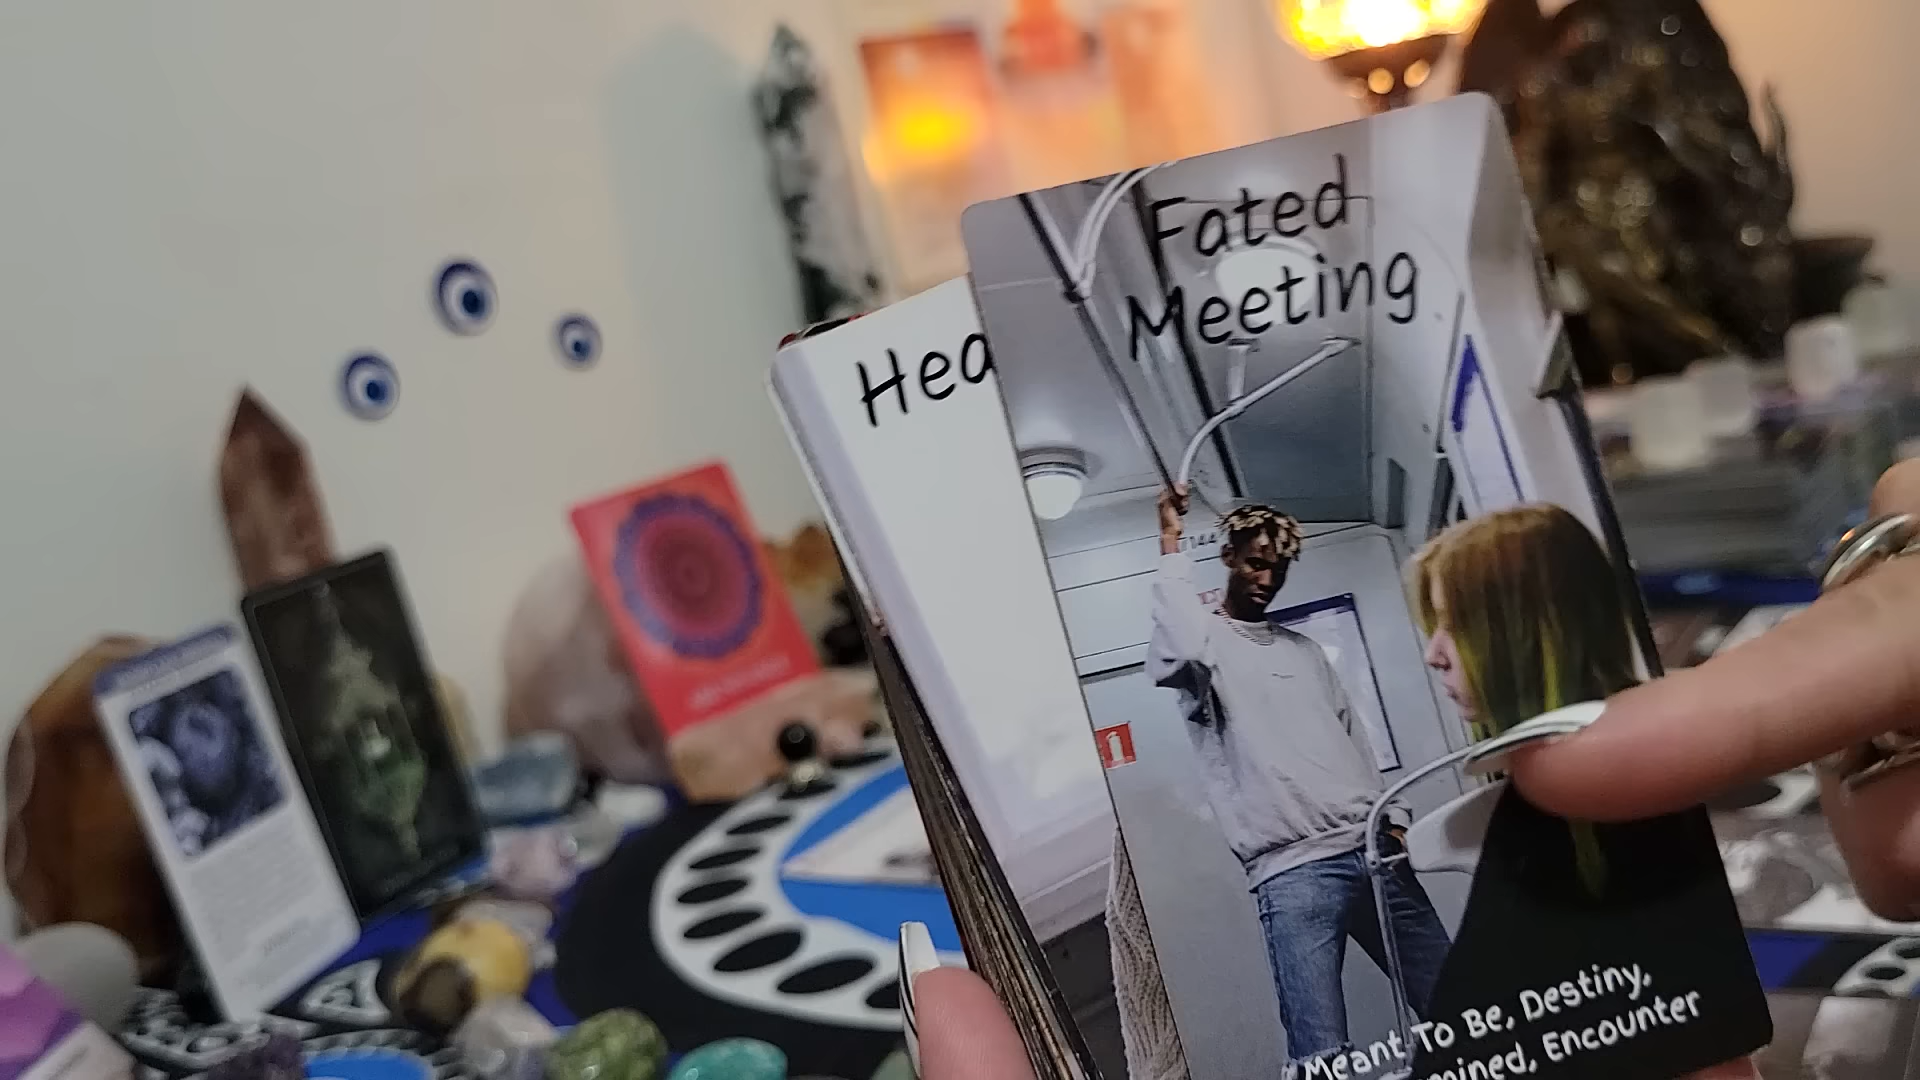 Fated
Meeting
Hea
Meant To Be, Destiny,
mined, Encounter